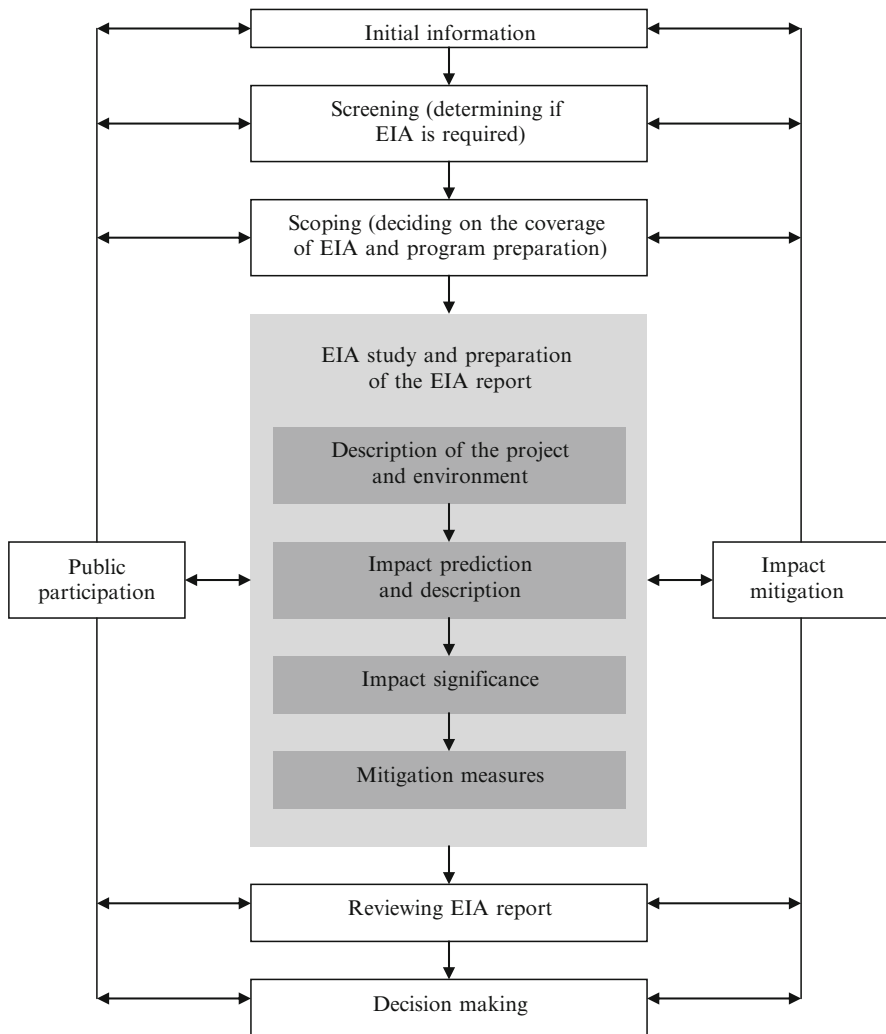 Initial information
Screening (determining if
EIA is required)
Scoping (deciding on the coverage
of EIA and program preparation)
EIA study and preparation
of the EIA report
Description of the project
and environment
Public
participation
Impact prediction
and description
Impact
mitigation
Impact significance
Mitigation measures
Reviewing EIA report
Decision making